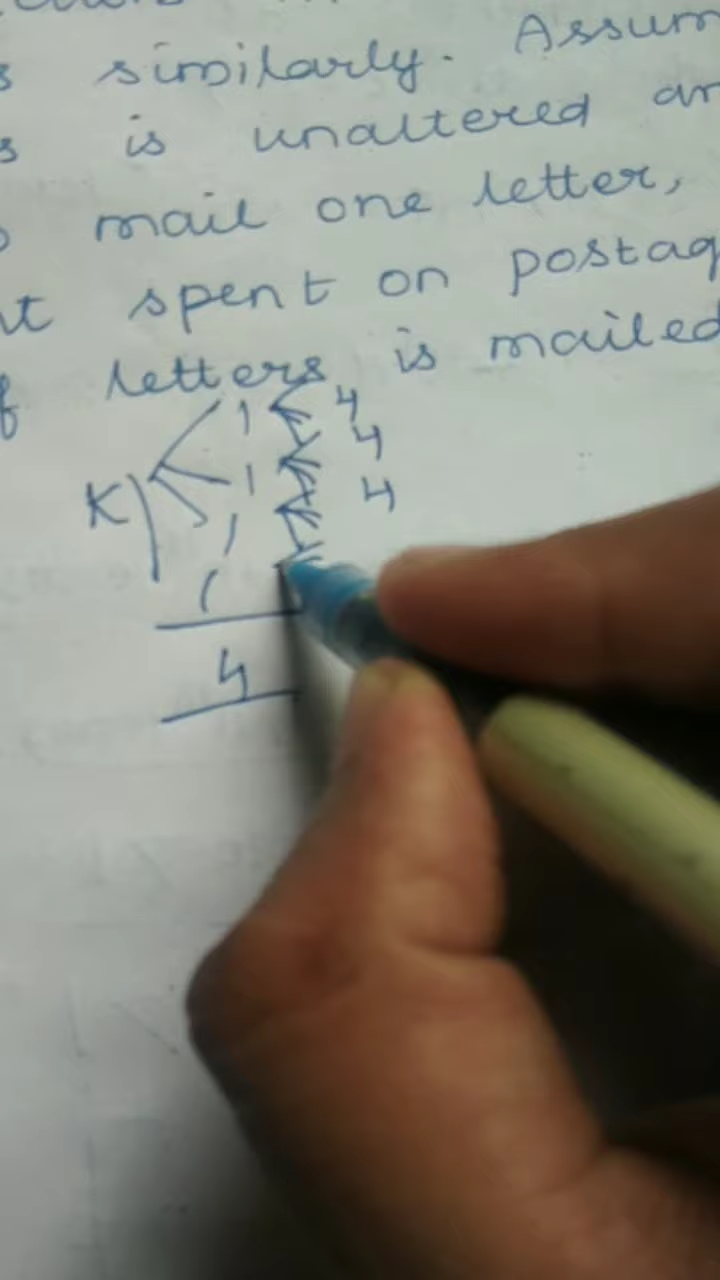 similarly. Assum
is unaltered an
mail one letter,
spent on postag
letters is mailed
1 4
4
K 1 4
1
1
4